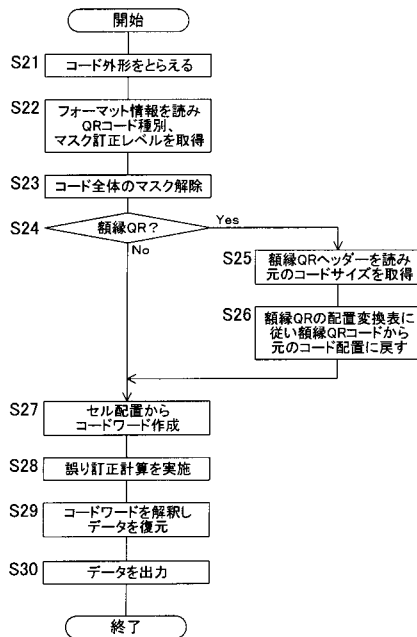 開始
S21
コード外形をとらえる
S22
フォーマット情報を読み
QRコード種別、
マスク訂正レベルを取得
S23
コード全体のマスク解除
S24
額縁QR?
Yes
No
S25
額縁QRヘッダーを読み
元のコードサイズを取得
S26
額縁QRの配置変換表に
従い額縁QRコードから
元のコード配置に戻す
S27
セル配置から
コードワード作成
S28
誤り訂正計算を実施
S29
コードワードを解釈し
データを復元
S30
データを出力
終了